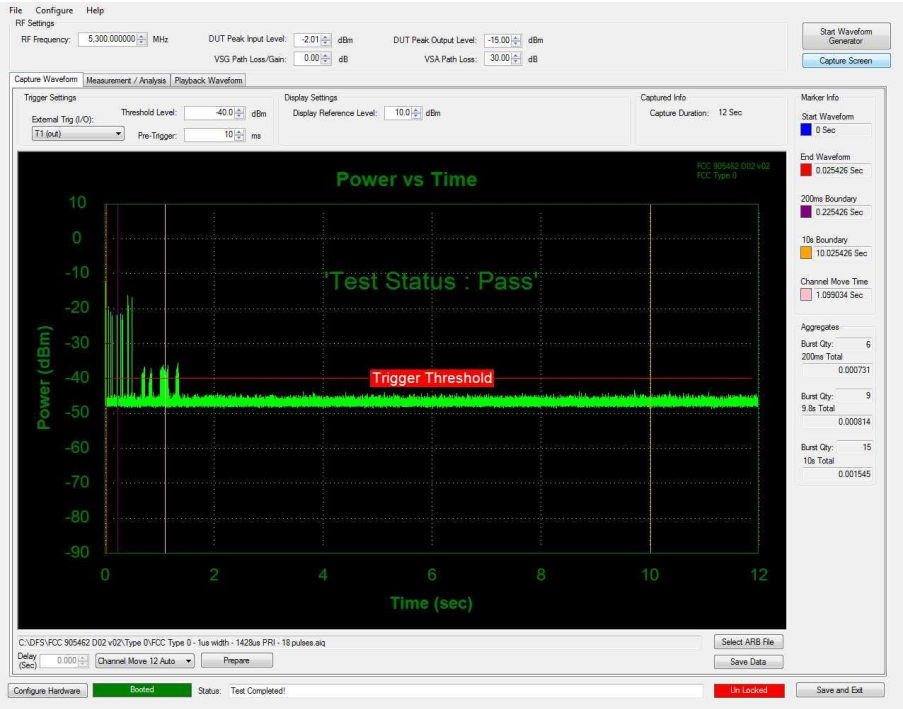 File Configure Help
RF Settings
RF Frequency: 5,300.000000 MHz DUT Peak Input Level: -2.01 dBm DUT Peak Output Level: -15.00 dBm
VSG Path Loss/Gain: 0.00 dB VSA Path Loss: 30.00 dB
Start Waveform
Generator
Capture Screen
Capture Waveform Measurement / Analysis Playback Waveform
Trigger Settings
External Trig (I/O):
T1 (out)
Threshold Level: -40.0 dBm
Pre-Trigger: 10 ms
Display Settings
Display Reference Level: 10.0 dBm
Captured Info
Capture Duration: 12 Sec
Marker Info
Start Waveform
0 Sec
End Waveform
0.025426 Sec
200ms Boundary
0.225426 Sec
10s Boundary
10.025426 Sec
Channel Move Time
1.099034 Sec
Aggregates
Burst Qty: 6
200ms Total
0.000731
Burst Qty: 9
9.8s Total
0.000814
Burst Qty: 15
10s Total
0.001545
FCC 905462 D02 v02
FCC Type 0
Power vs Time
'Test Status : Pass'
Trigger Threshold
Power (dBm)
10
0
-10
-20
-30
-40
-50
-60
-70
-80
-90
0 2 4 6 8 10 12
Time (sec)
C:\DFS\FCC 905462 D02 v02\Type 0\FCC Type 0 - 1us width - 1428us PRI - 18 pulses.aiq
Select ARB File
Delay
(Sec) 0.000 Channel Move 12 Auto Prepare
Save Data
Configure Hardware Booted Status: Test Completed! Un Locked Save and Exit